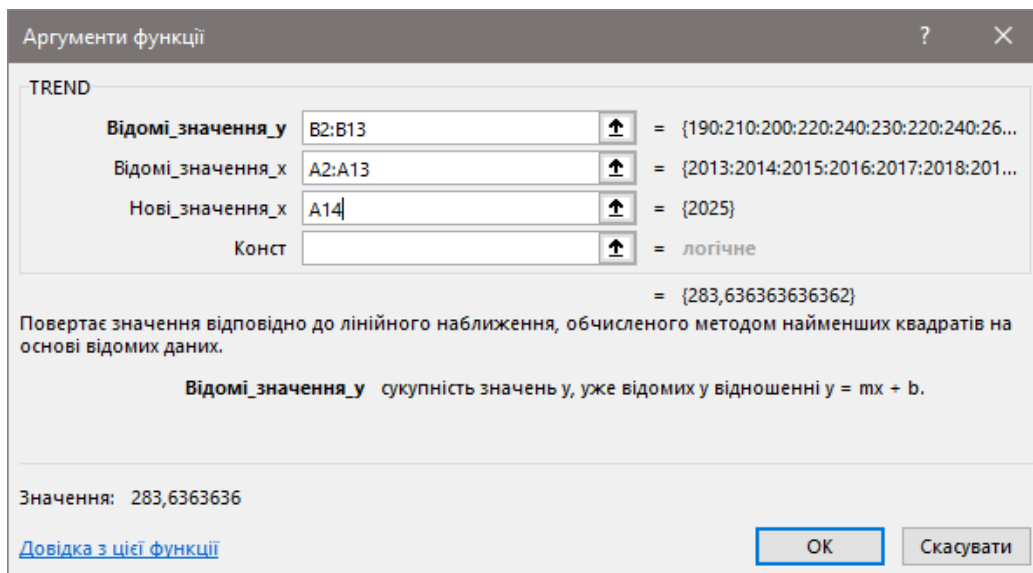 Аргументи функції ?
TREND
Відомі_значення_y B2:B13 = {190:210:200:220:240:230:220:240:26...
Відомі_значення_x A2:A13 = {2013:2014:2015:2016:2017:2018:201...
Нові_значення_x A14 = {2025}
Конст = логічне
= {283,636363636362}
Повертає значення відповідно до лінійного наближення, обчисленого методом найменших квадратів на
основі відомих даних.
Відомі_значення_y сукупність значень y, уже відомих у відношенні y = mx + b.
Значення: 283,6363636
Довідка з цієї функції
OK Скасувати